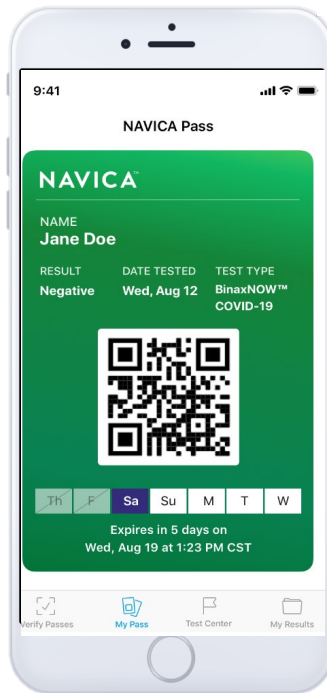 9:41
NAVICA Pass
NAVICA™
NAME
Jane Doe
RESULT DATE TESTED TEST TYPE
Negative Wed, Aug 12 BinaxNOW™
COVID-19
Th F Sa Su M T W
Expires in 5 days on
Wed, Aug 19 at 1:23 PM CST
Verify Passes My Pass Test Center My Results